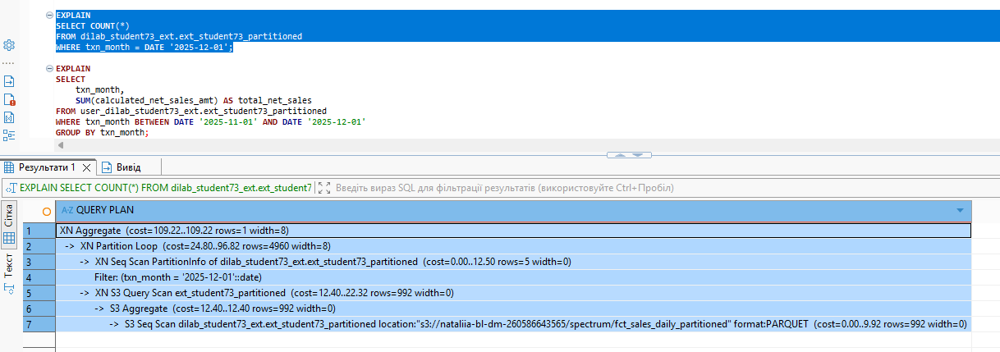 EXPLAIN
SELECT COUNT(*)
FROM dilab_student73_ext.ext_student73_partitioned
WHERE txn_month = DATE '2025-12-01';
EXPLAIN
SELECT
txn_month,
SUM(calculated_net_sales_amt) AS total_net_sales
FROM user_dilab_student73_ext.ext_student73_partitioned
WHERE txn_month BETWEEN DATE '2025-11-01' AND DATE '2025-12-01'
GROUP BY txn_month;
Результати 1
Вивід
EXPLAIN SELECT COUNT(*) FROM dilab_student73_ext.ext_student7
Введіть вираз SQL для фільтрації результатів (використовуйте Ctrl+Пробіл)
Сітка
Текст
A-Z QUERY PLAN
1 XN Aggregate (cost=109.22..109.22 rows=1 width=8)
2 -> XN Partition Loop (cost=24.80..96.82 rows=4960 width=8)
3 -> XN Seq Scan PartitionInfo of dilab_student73_ext.ext_student73_partitioned (cost=0.00..12.50 rows=5 width=0)
4 Filter: (txn_month = '2025-12-01'::date)
5 -> XN S3 Query Scan ext_student73_partitioned (cost=12.40..22.32 rows=992 width=0)
6 -> S3 Aggregate (cost=12.40..12.40 rows=992 width=0)
7 -> S3 Seq Scan dilab_student73_ext.ext_student73_partitioned location:"s3://nataliia-bl-dm-260586643565/spectrum/fct_sales_daily_partitioned" format:PARQUET (cost=0.00..9.92 rows=992 width=0)